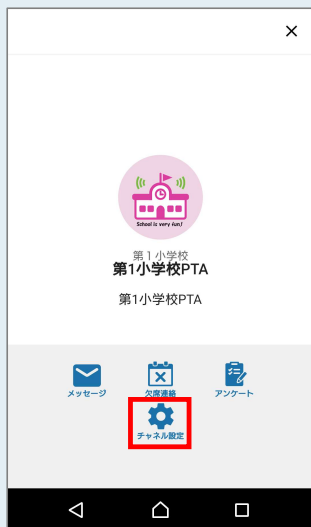 School is very fun!
第１小学校
第1小学校PTA
第1小学校PTA
メッセージ
欠席連絡
アンケート
チャネル設定